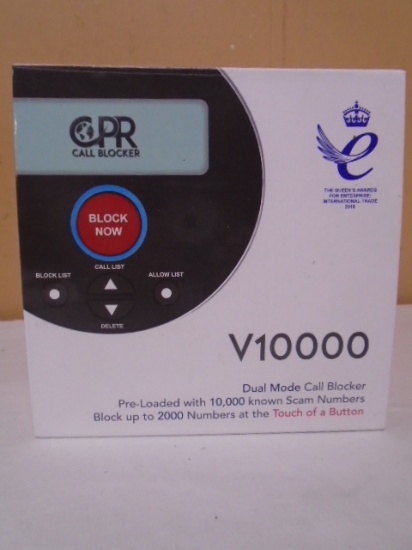 CPR
CALL BLOCKER
BLOCK
NOW
CALL LIST
BLOCK LIST
ALLOW LIST
DELETE
THE QUEEN'S AWARDS
FOR ENTERPRISE:
INTERNATIONAL TRADE
V10000
Dual Mode Call Blocker
Pre-Loaded with 10,000 known Scam Numbers
Block up to 2000 Numbers at the Touch of a Button